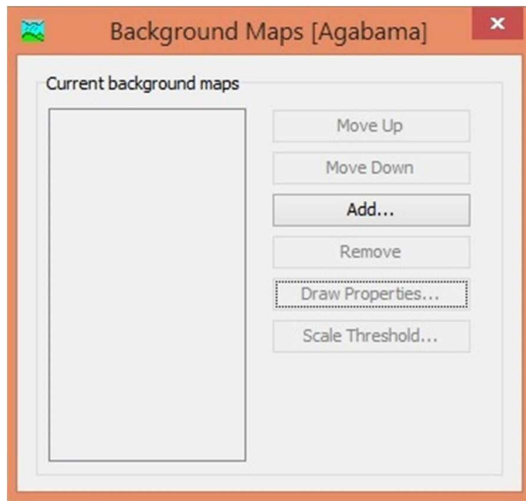 Background Maps [Agabama]
Current background maps
Move Up
Move Down
Add...
Remove
Draw Properties...
Scale Threshold...